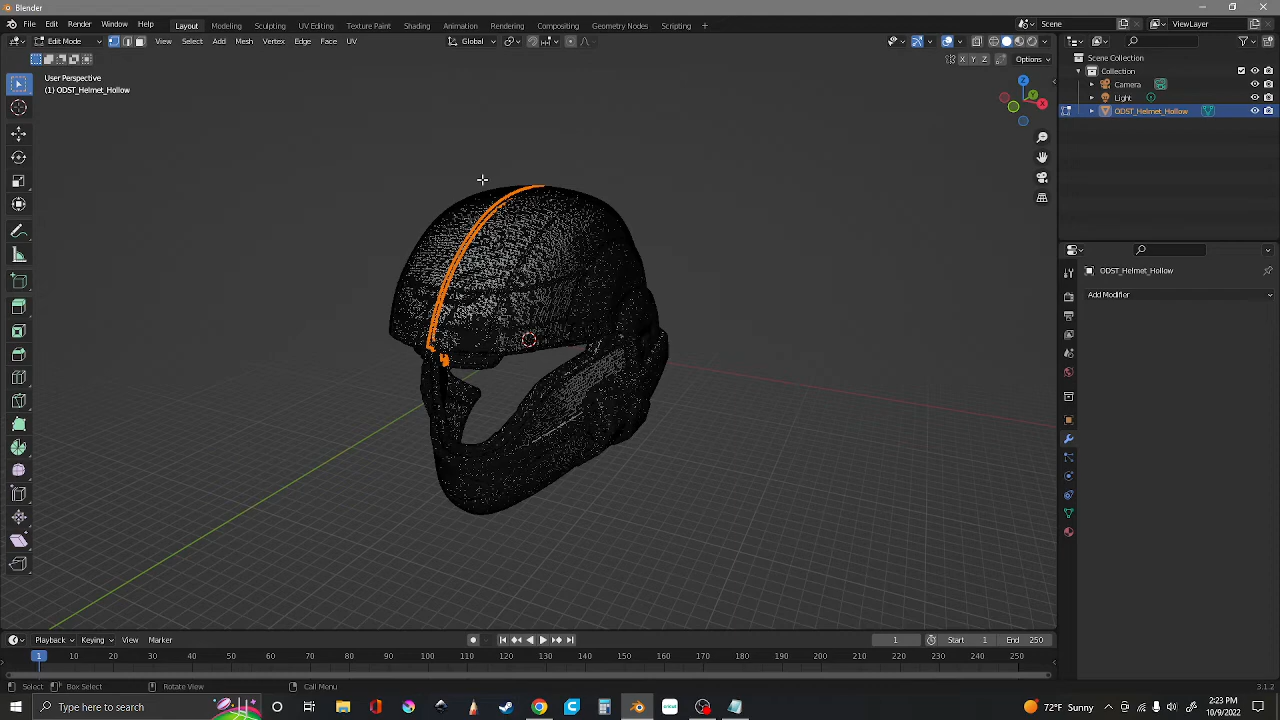 Blender
File Edit Render Window Help Layout Modeling Sculpting UV Editing Texture Paint Shading Animation Rendering Compositing Geometry Nodes Scripting + Scene ViewLayer
Edit Mode View Select Add Mesh Vertex Edge Face UV Global
X Y Z Options
User Perspective
(1) ODST_Helmet_Hollow
Scene Collection
Collection
Camera
Light
ODST_Helmet_Hollow
ODST_Helmet_Hollow
Add Modifier
Playback Keying View Marker 1 Start 1 End 250
1 10 20 30 40 50 60 70 80 90 100 110 120 130 140 150 160 170 180 190 200 210 220 230 240 250
Select Box Select Rotate View Call Menu 3.1.2
Type here to search cricut 72°F Sunny 2:23 PM
10/9/2022